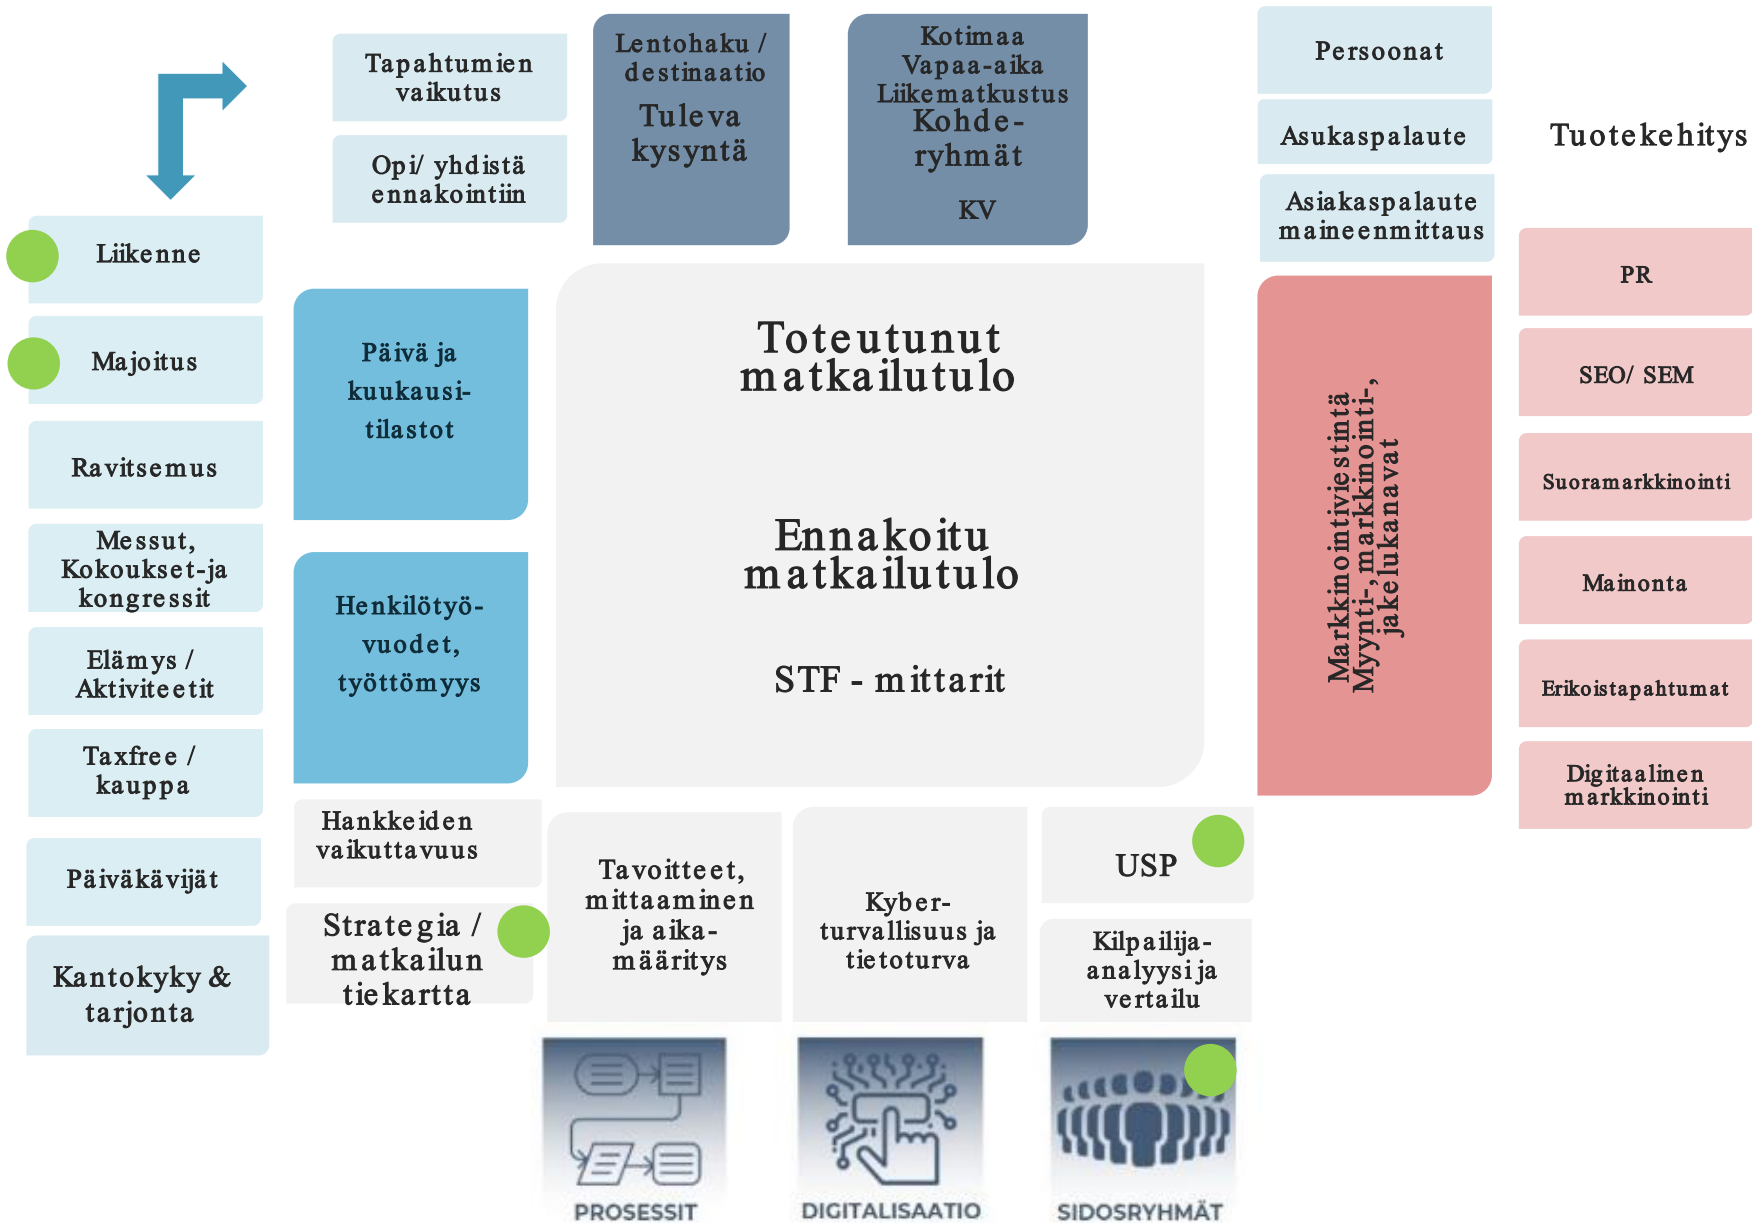 Tapahtumien
vaikutus
Opi/ yhdistä
ennakointiin
Lentohaku /
destinaatio
Tuleva
kysyntä
Kotimaa
Vapaa-aika
Liikematkustus
Kohde-
ryhmät
KV
Persoonat
Asukaspalaute
Asiakaspalaute
maineenmittaus
Tuotekehitys
Liikenne
Majoitus
Ravitsemus
Messut,
Kokoukset-ja
kongressit
Elämys /
Aktiviteetit
Taxfree /
kauppa
Päiväkävijät
Kantokyky &
tarjonta
Päivä ja
kuukausi-
tilastot
Henkilötyö-
vuodet,
työttömyys
Toteutunut
matkailutulo
Ennakoitu
matkailutulo
STF - mittarit
Markkinointiviestintä
Myynti-,markkinointi-,
jakelukanavat
PR
SEO/ SEM
Suoramarkkinointi
Mainonta
Erikoistapahtumat
Digitaalinen
markkinointi
Hankkeiden
vaikuttavuus
Strategia /
matkailun
tiekartta
Tavoitteet,
mittaaminen
ja aika-
määritys
Kyber-
turvallisuus ja
tietoturva
USP
Kilpailija-
analyysi ja
vertailu
PROSESSIT
DIGITALISAATIO
SIDOSRYHMÄT